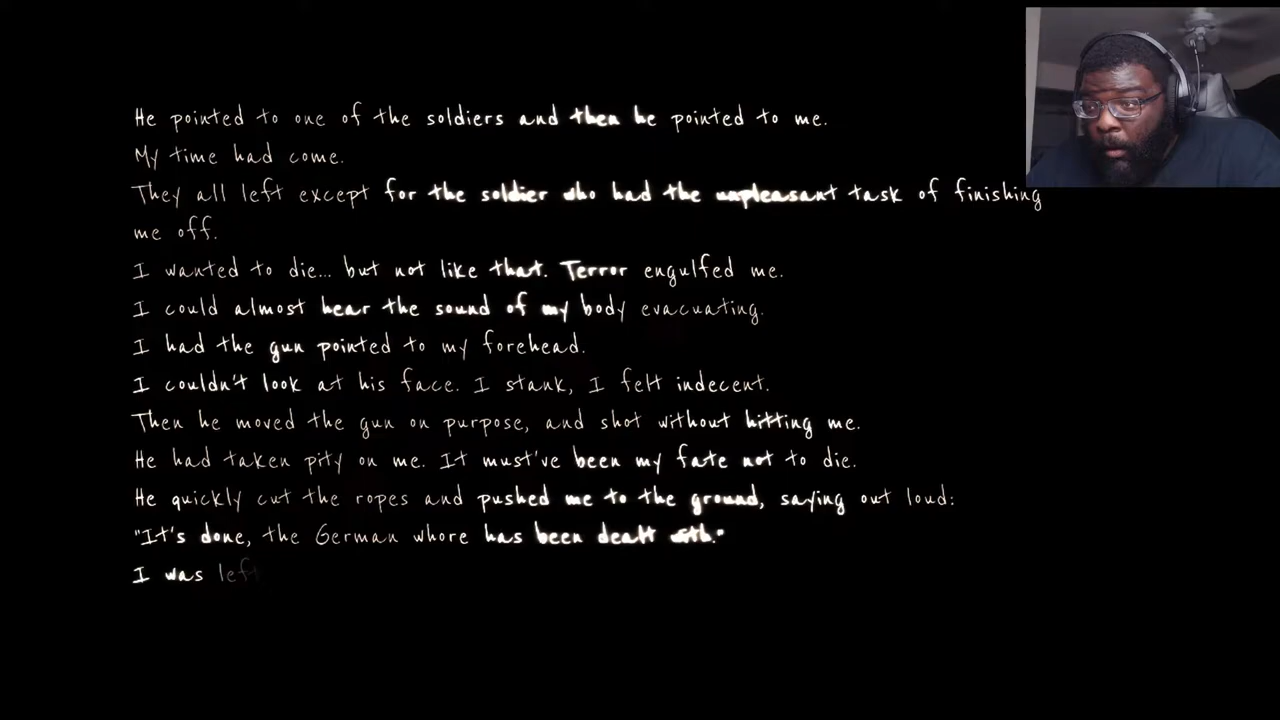 He pointed to one of the soldiers and then he pointed to me.
My time had come.
They all left except for the soldier who had the unpleasant task of finishing
me off.
I wanted to die... but not like that. Terror engulfed me.
I could almost hear the sound of my body evacuating.
I had the gun pointed to my forehead.
I couldn't look at his face. I stank, I felt indecent.
Then he moved the gun on purpose, and shot without hitting me.
He had taken pity on me. It must've been my fate not to die.
He quickly cut the ropes and pushed me to the ground, saying out loud:
"It's done, the German whore has been dealt with."
I was left